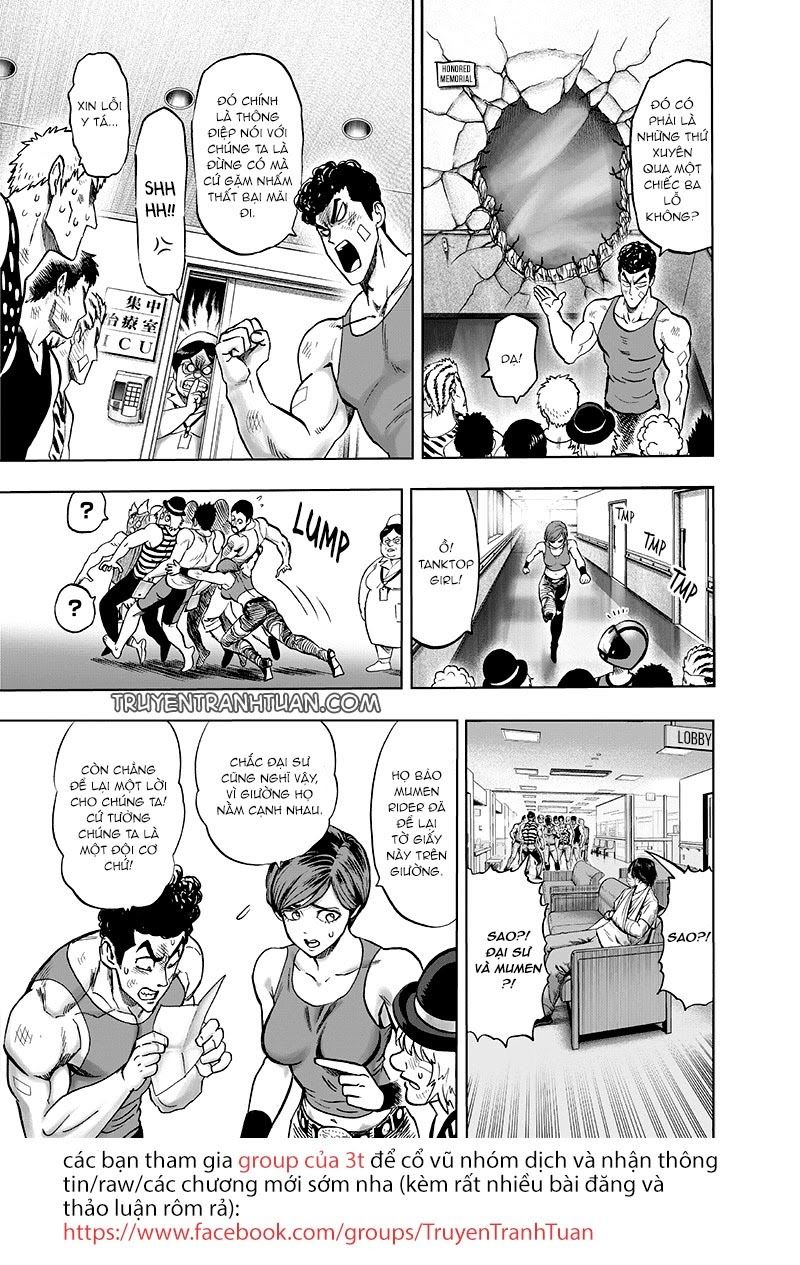 HONORED
MEMORIAL
ĐÓ CÓ
PHẢI LÀ
NHỮNG THỨ
XUYÊN
QUA MỘT
CHIẾC BA
LỖ
KHÔNG?
DẠ!
ĐÓ CHÍNH
LÀ THÔNG
ĐIỆP NÓI VỚI
CHÚNG TA LÀ
ĐỪNG CÓ MÀ
CỨ GẶM NHẤM
THẤT BẠI MÃI
ĐI.
SHH
HH!!
XIN LỖI
Y TÁ...
集中
治療室
ICU
TMP
TMP
TMP
Ồ!
TANKTOP
GIRL!
LUMP
?
?
TRUYENTRANHTUAN.COM
LOBBY
SAO?!
SAO?!
ĐẠI SƯ
VÀ MUMEN
?!
HỌ BẢO
MUMEN
RIDER ĐÃ
ĐỂ LẠI
TỜ GIẤY
NÀY TRÊN
GIƯỜNG.
CHẮC ĐẠI SƯ
CŨNG NGHĨ VẬY,
VÌ GIƯỜNG HỌ
NẰM CẠNH NHAU.
CÒN CHẲNG
ĐỂ LẠI MỘT LỜI
CHO CHÚNG TA!
CỨ TƯỞNG
CHÚNG TA LÀ
MỘT ĐỘI CƠ
CHỨ!
các bạn tham gia group của 3t để cổ vũ nhóm dịch và nhận thông
tin/raw/các chương mới sớm nha (kèm rất nhiều bài đăng và
thảo luận rôm rả):
https://www.facebook.com/groups/TruyenTranhTuan